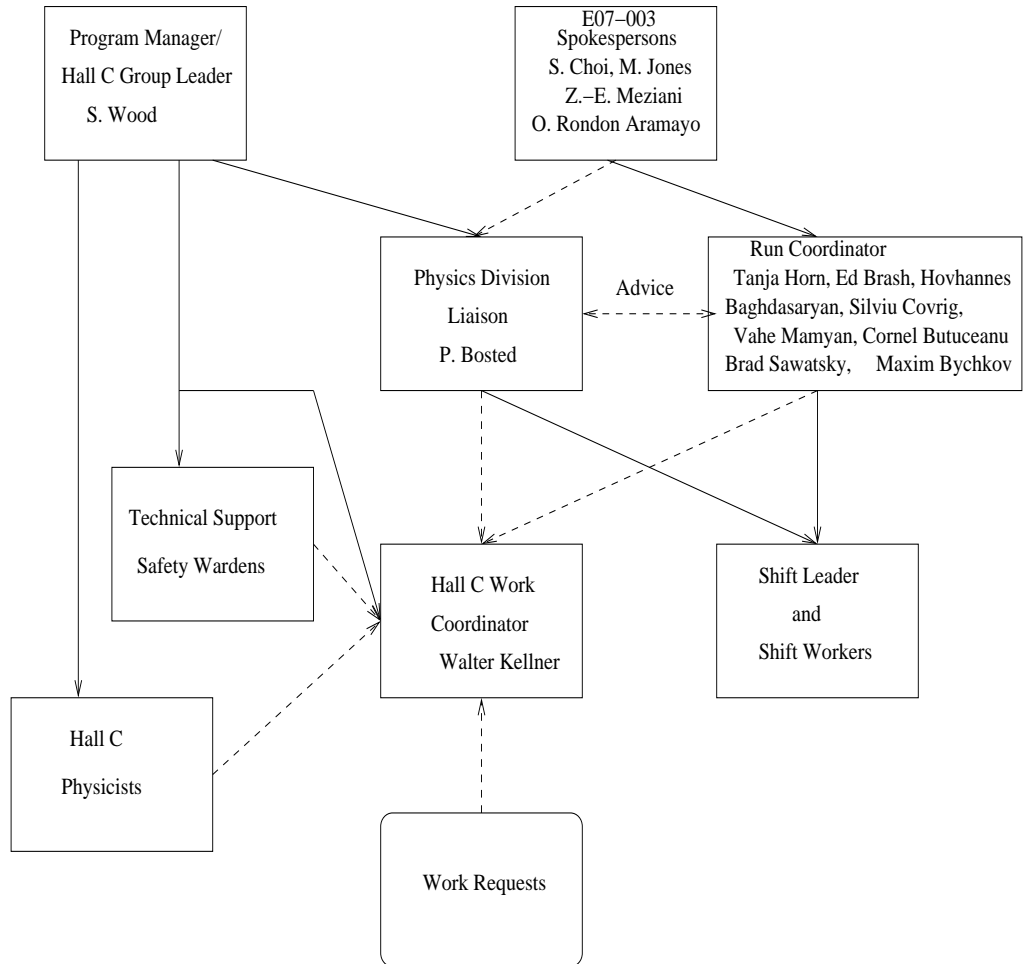 Program Manager/
Hall C Group Leader
S. Wood
E07−003
Spokespersons
S. Choi, M. Jones
Z.−E. Meziani
O. Rondon Aramayo
Physics Division
Liaison
P. Bosted
Advice
Run Coordinator
Tanja Horn, Ed Brash, Hovhannes
Baghdasaryan, Silviu Covrig,
Vahe Mamyan, Cornel Butuceanu
Brad Sawatsky, Maxim Bychkov
Technical Support
Safety Wardens
Hall C Work
Coordinator
Walter Kellner
Shift Leader
and
Shift Workers
Hall C
Physicists
Work Requests